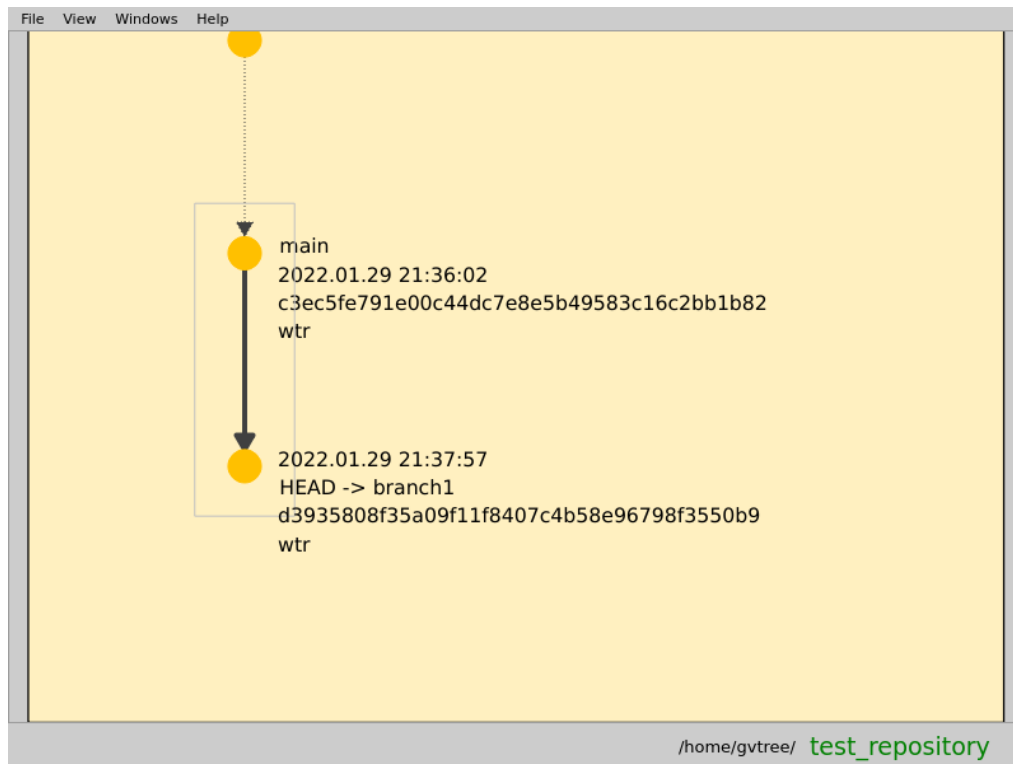 File View Windows Help
main
2022.01.29 21:36:02
c3ec5fe791e00c44dc7e8e5b49583c16c2bb1b82
wtr
2022.01.29 21:37:57
HEAD -> branch1
d3935808f35a09f11f8407c4b58e96798f3550b9
wtr
/home/gvtree/ test_repository